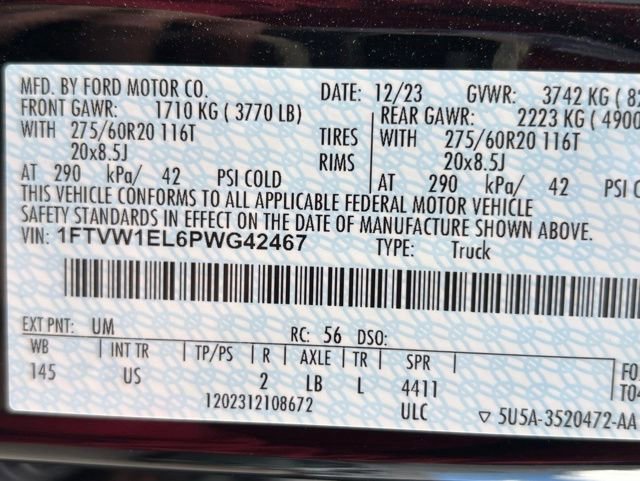 MFD. BY FORD MOTOR CO. DATE: 12/23 GVWR: 3742 KG ( 82
FRONT GAWR: 1710 KG ( 3770 LB) REAR GAWR: 2223 KG ( 4900
WITH 275/60R20 116T TIRES WITH 275/60R20 116T
20x8.5J RIMS 20x8.5J
AT 290 kPa/ 42 PSI COLD AT 290 kPa/ 42 PSI C
THIS VEHICLE CONFORMS TO ALL APPLICABLE FEDERAL MOTOR VEHICLE
SAFETY STANDARDS IN EFFECT ON THE DATE OF MANUFACTURE SHOWN ABOVE.
VIN: 1FTVW1EL6PWG42467 TYPE: Truck
EXT PNT: UM RC: 56 DSO:
WB INT TR TP/PS R AXLE TR SPR
145 US 2 LB L 4411
1202312108672 ULC ▽ 5U5A-3520472-AA
FO
TO4